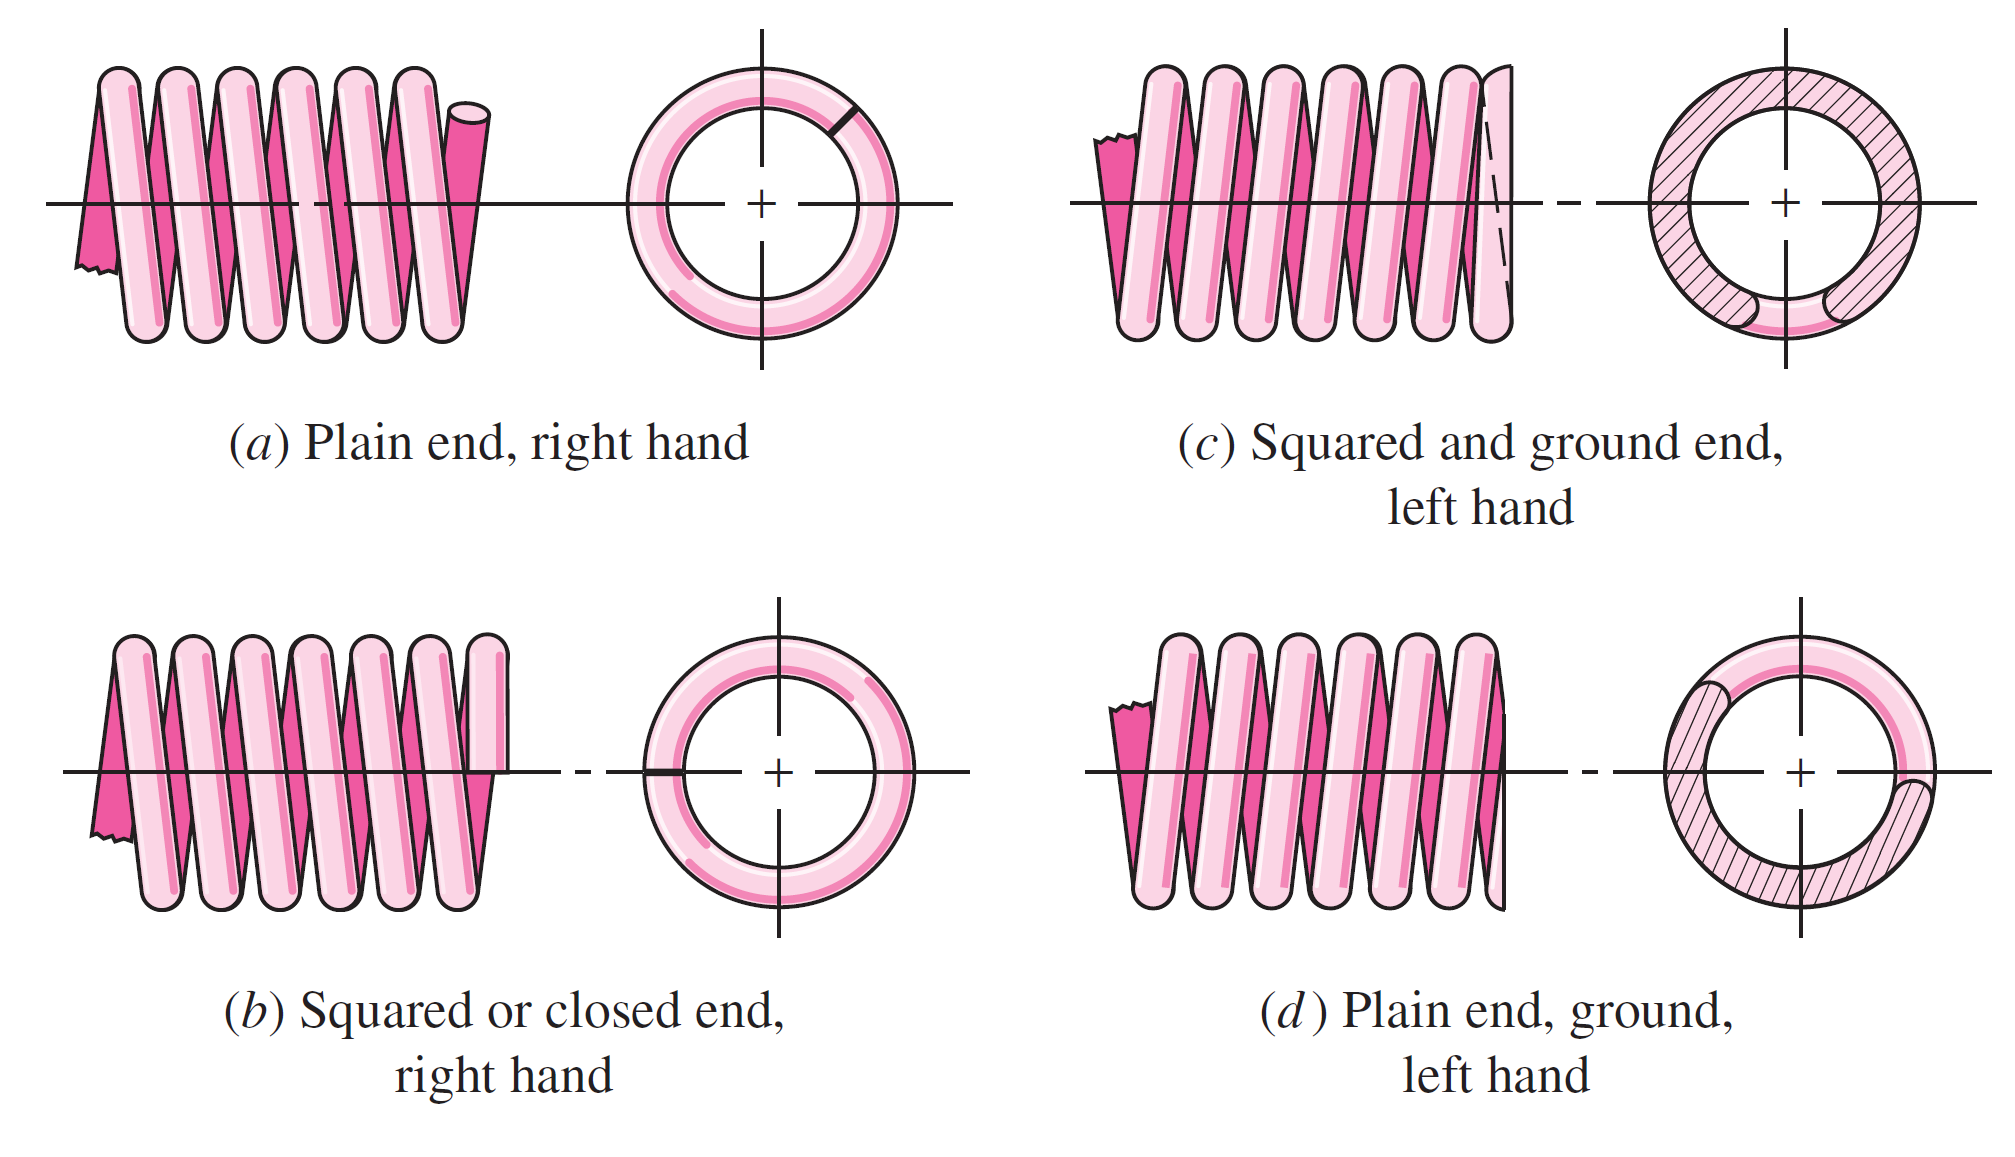 (a) Plain end, right hand
(c) Squared and ground end,
left hand
(b) Squared or closed end,
right hand
(d) Plain end, ground,
left hand